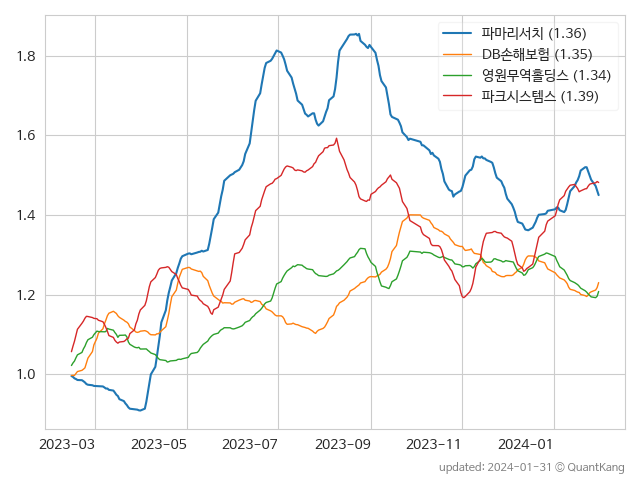 파마리서치 (1.36)
DB손해보험 (1.35)
영원무역홀딩스 (1.34)
파크시스템스 (1.39)
1.8
1.6
1.4
1.2
1.0
2023-03 2023-05 2023-07 2023-09 2023-11 2024-01
updated: 2024-01-31 © QuantKang